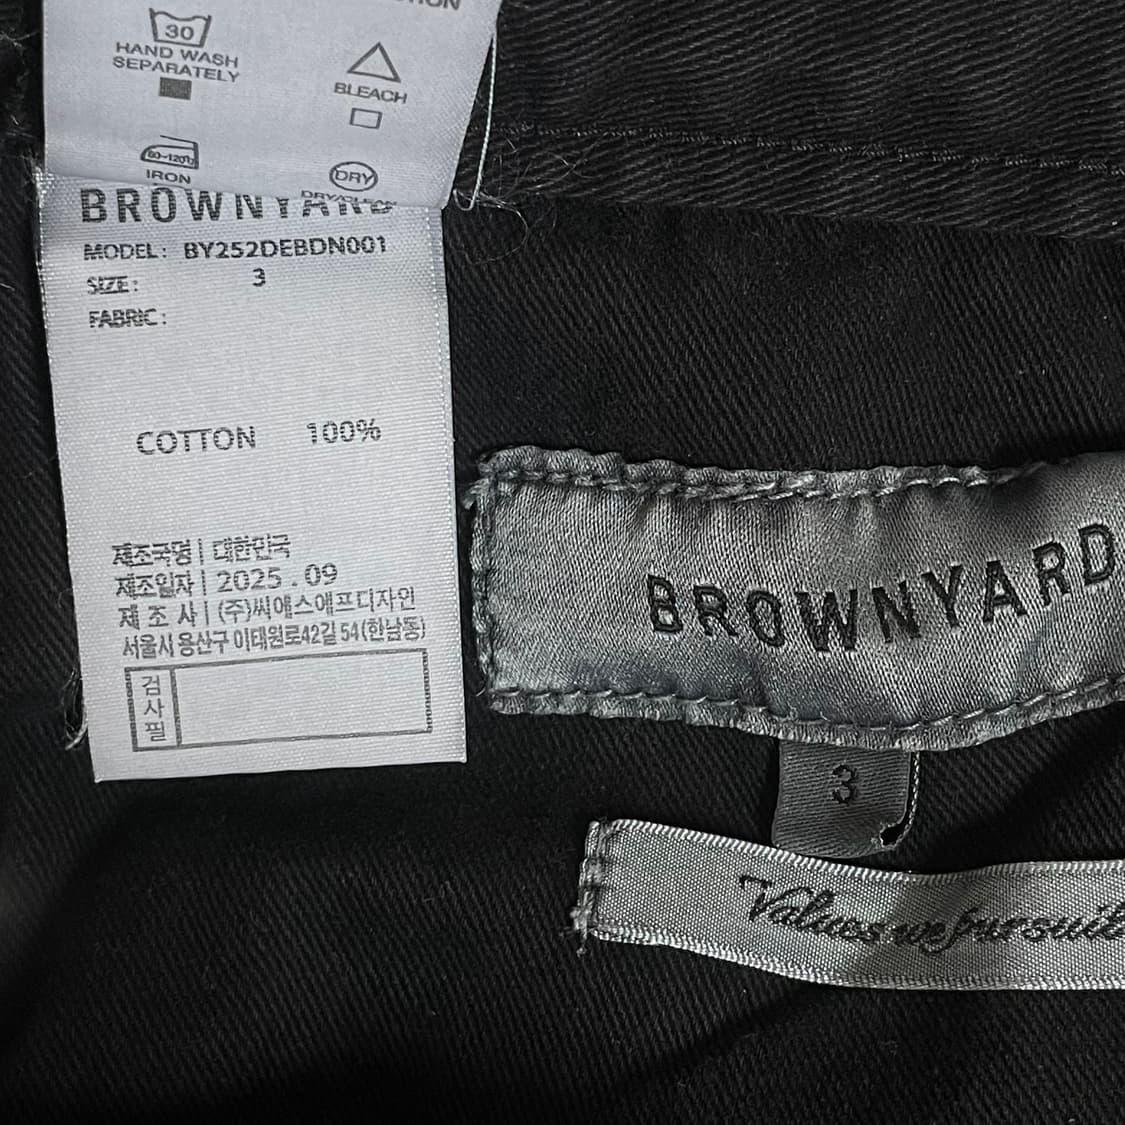 30
HAND WASH
SEPARATELY
BLEACH
IRON
DRY
BROWNYARD
MODEL: BY252DEBDN001
SIZE: 3
FABRIC:
COTTON 100%
제조국명 | 대한민국
제조일자 | 2025.09
제 조 사 | (주)씨에스에프디자인
서울시 용산구 이태원로42길 54(한남동)
검사필
BROWNYARD
3
Values we pursuit